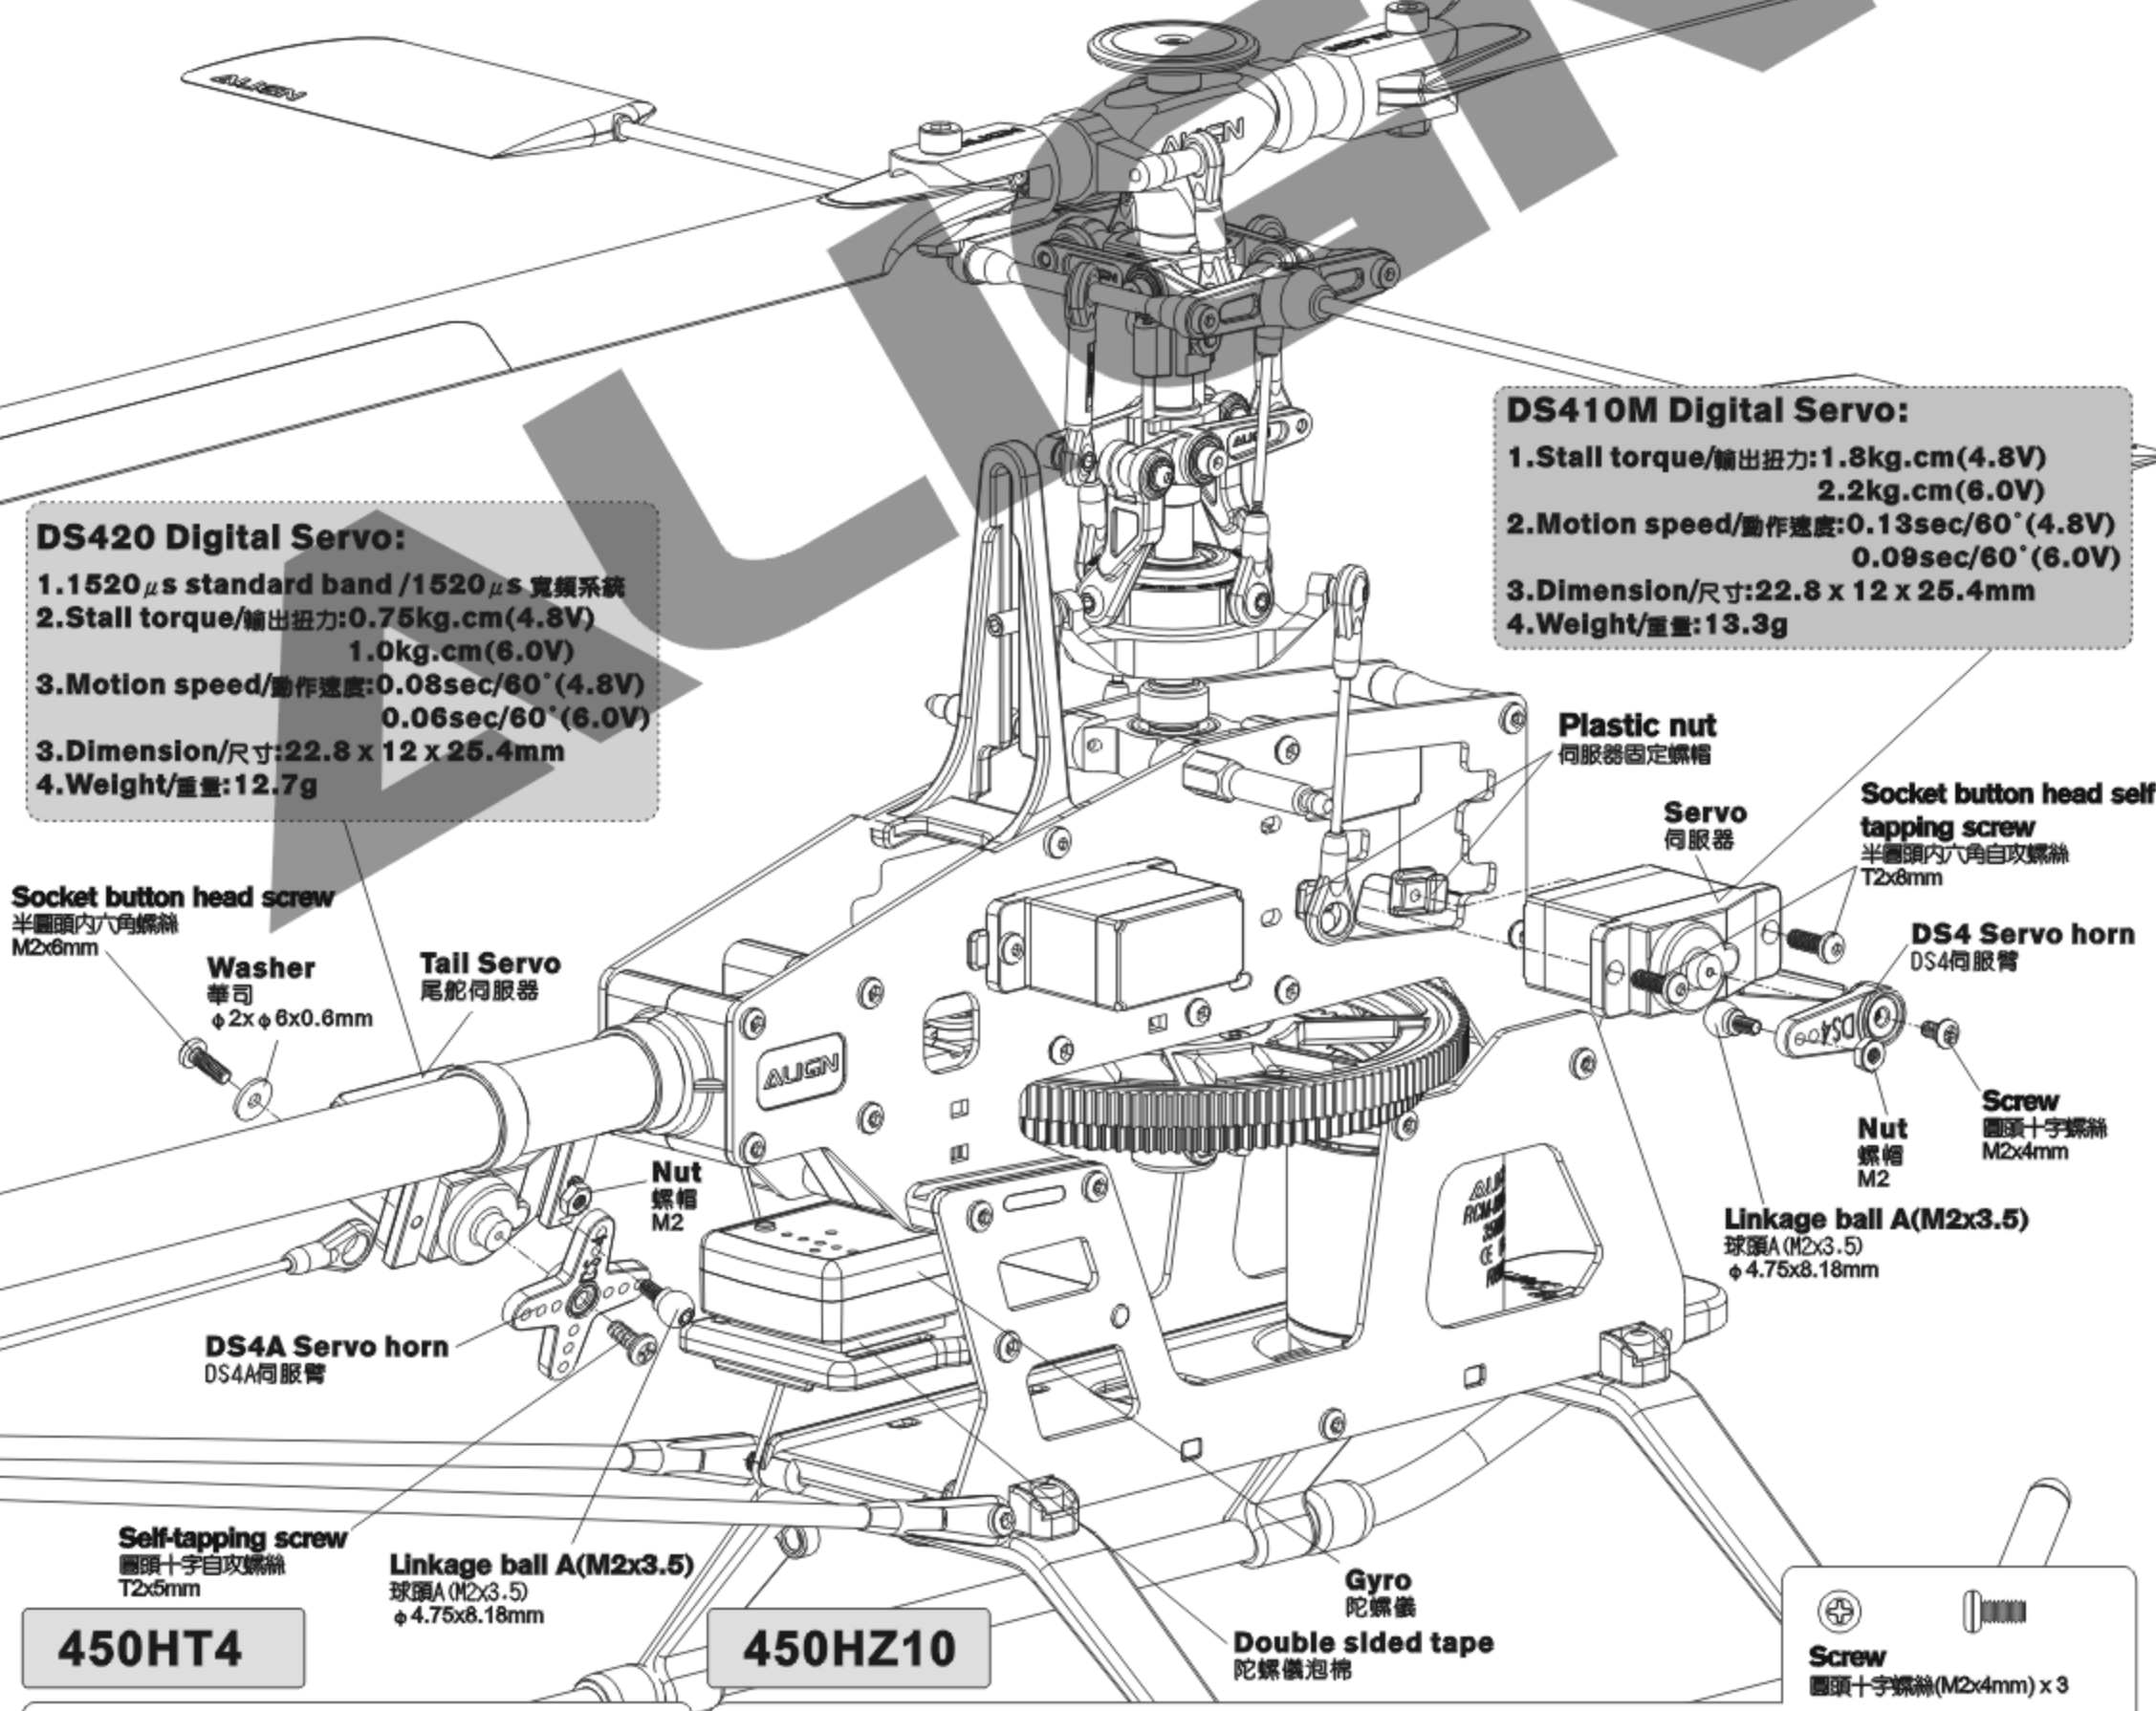 ALIGN
ALIGN
ALIGN
ALIGN
DS410M Digital Servo:
1.Stall torque/輸出扭力:1.8kg.cm(4.8V)
2.2kg.cm(6.0V)
2.Motion speed/動作速度:0.13sec/60°(4.8V)
0.09sec/60°(6.0V)
3.Dimension/尺寸:22.8 x 12 x 25.4mm
4.Weight/重量:13.3g
DS420 Digital Servo:
1.1520μs standard band /1520μs 寬頻系統
2.Stall torque/輸出扭力:0.75kg.cm(4.8V)
1.0kg.cm(6.0V)
3.Motion speed/動作速度:0.08sec/60°(4.8V)
0.06sec/60°(6.0V)
3.Dimension/尺寸:22.8 x 12 x 25.4mm
4.Weight/重量:12.7g
Plastic nut
伺服器固定螺帽
Servo
伺服器
Socket button head self
tapping screw
半圓頭內六角自攻螺絲
T2x8mm
DS4 Servo horn
DS4伺服臂
DS4
Socket button head screw
半圓頭內六角螺絲
M2x6mm
Washer
華司
φ2xφ6x0.6mm
Tail Servo
尾舵伺服器
ALIGN
Screw
圓頭十字螺絲
M2x4mm
Nut
螺帽
M2
Linkage ball A(M2x3.5)
球頭A(M2x3.5)
φ4.75x8.18mm
Nut
螺帽
M2
DS4A Servo horn
DS4A伺服臂
Self-tapping screw
圓頭十字自攻螺絲
T2x5mm
Linkage ball A(M2x3.5)
球頭A(M2x3.5)
φ4.75x8.18mm
Gyro
陀螺儀
Double sided tape
陀螺儀泡棉
450HT4
450HZ10
Screw
圓頭十字螺絲(M2x4mm) x 3